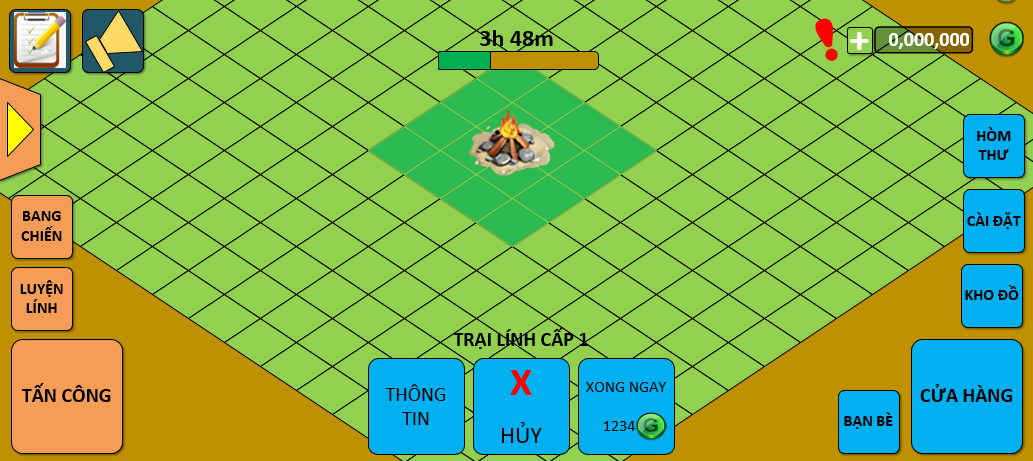 3h 48m
0,000,000
G
HÒM
THƯ
BANG
CHIẾN
CÀI ĐẶT
LUYỆN
LÍNH
KHO ĐỒ
TRẠI LÍNH CẤP 1
TẤN CÔNG
THÔNG
TIN
X
HỦY
XONG NGAY
1234 G
BẠN BÈ
CỬA HÀNG